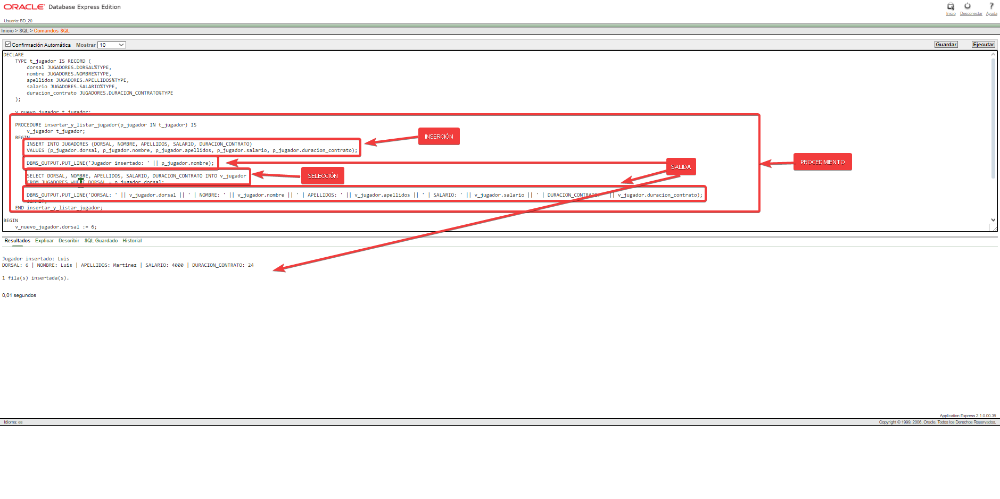 ORACLE Database Express Edition
Inicio Desconectar Ayuda
Usuario: BD_20
Inicio > SQL > Comandos SQL
Confirmación Automática Mostrar 10 Guardar Ejecutar
DECLARE
TYPE t_jugador IS RECORD (
dorsal JUGADORES.DORSAL%TYPE,
nombre JUGADORES.NOMBRE%TYPE,
apellidos JUGADORES.APELLIDOS%TYPE,
salario JUGADORES.SALARIO%TYPE,
duracion_contrato JUGADORES.DURACION_CONTRATO%TYPE
);
v_nuevo_jugador t_jugador;
PROCEDURE insertar_y_listar_jugador(p_jugador IN t_jugador) IS
v_jugador t_jugador;
BEGIN
INSERCIÓN
INSERT INTO JUGADORES (DORSAL, NOMBRE, APELLIDOS, SALARIO, DURACION_CONTRATO)
VALUES (p_jugador.dorsal, p_jugador.nombre, p_jugador.apellidos, p_jugador.salario, p_jugador.duracion_contrato);
DBMS_OUTPUT.PUT_LINE('Jugador insertado: ' || p_jugador.nombre);
SALIDA
PROCEDIMIENTO
SELECT DORSAL, NOMBRE, APELLIDOS, SALARIO, DURACION_CONTRATO INTO v_jugador
SELECCIÓN
FROM JUGADORES WHERE DORSAL = p_jugador.dorsal;
DBMS_OUTPUT.PUT_LINE('DORSAL: ' || v_jugador.dorsal || ' | NOMBRE: ' || v_jugador.nombre || ' | APELLIDOS: ' || v_jugador.apellidos || ' | SALARIO: ' || v_jugador.salario || ' | DURACION_CONTRATO: ' || v_jugador.duracion_contrato);
COMMIT;
END insertar_y_listar_jugador;
BEGIN
v_nuevo_jugador.dorsal := 6;
Resultados Explicar Describir SQL Guardado Historial
Jugador insertado: Luis
DORSAL: 6 | NOMBRE: Luis | APELLIDOS: Martinez | SALARIO: 4000 | DURACION_CONTRATO: 24
1 fila(s) insertada(s).
0,01 segundos
Application Express 2.1.0.00.39
Idioma: es
Copyright © 1999, 2006, Oracle. Todos los Derechos Reservados.